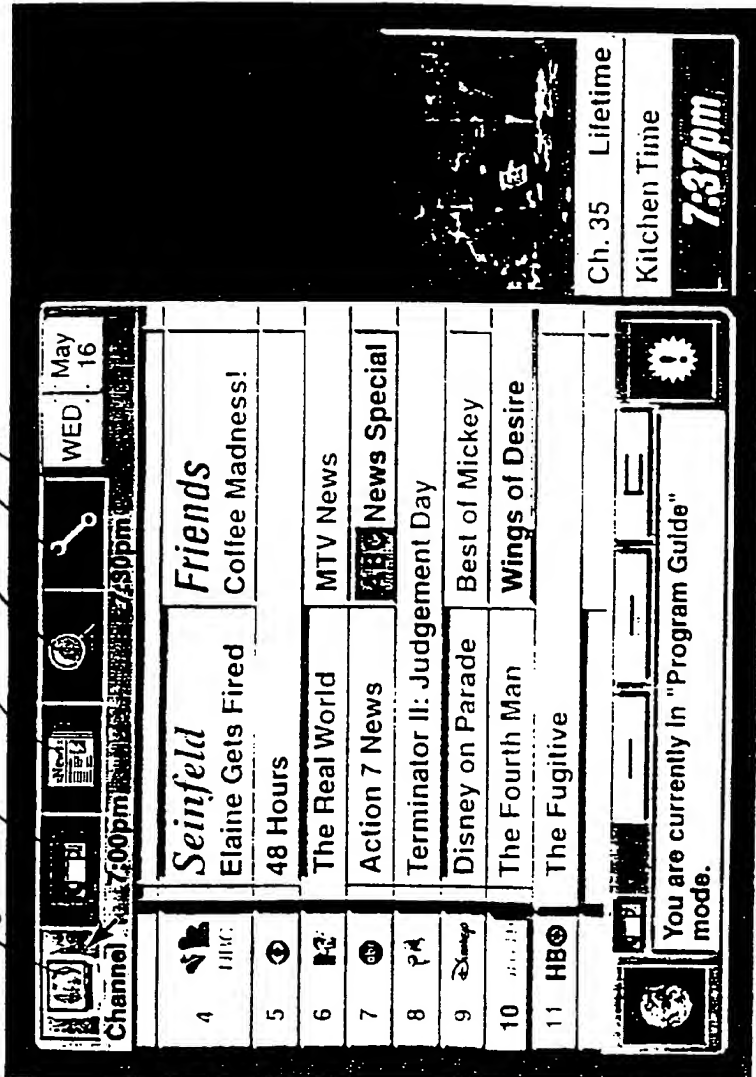 WED. May 16
Channel 7:00pm 7:30pm
4 NBC Seinfeld Friends
Elaine Gets Fired Coffee Madness!
5 48 Hours
6 The Real World MTV News
7 abc Action 7 News ABC News Special
8 Terminator II: Judgement Day
9 Disney Disney on Parade Best of Mickey
10 The Fourth Man Wings of Desire
11 HBO The Fugitive
You are currently in "Program Guide"
mode.
Ch. 35 Lifetime
Kitchen Time
7:37pm